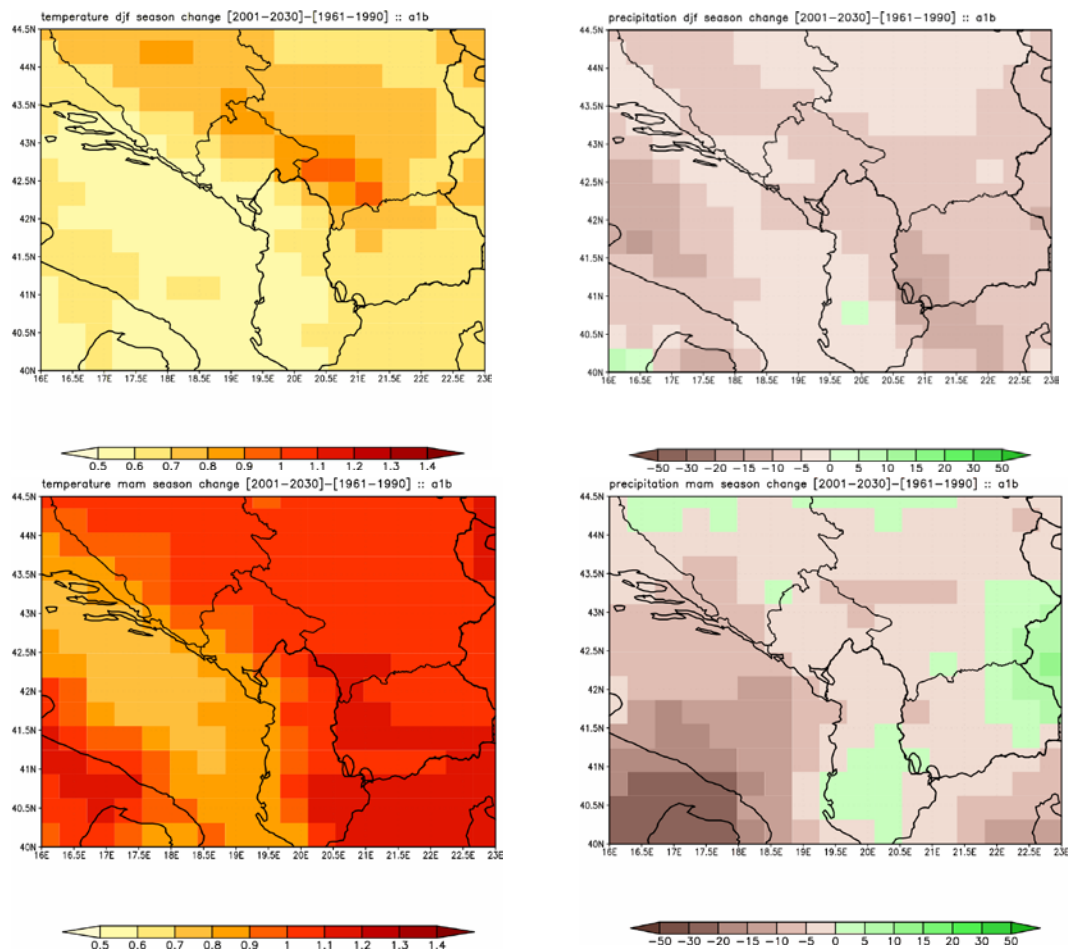 temperature djf season change [2001-2030]-[1961-1990] :: a1b
44.5N
44N
43.5N
43N
42.5N
42N
41.5N
41N
40.5N
40N
16E 16.5E 17E 17.5E 18E 18.5E 19E 19.5E 20E 20.5E 21E 21.5E 22E 22.5E 23E
0.5 0.6 0.7 0.8 0.9 1 1.1 1.2 1.3 1.4
precipitation djf season change [2001-2030]-[1961-1990] :: a1b
44.5N
44N
43.5N
43N
42.5N
42N
41.5N
41N
40.5N
40N
16E 16.5E 17E 17.5E 18E 18.5E 19E 19.5E 20E 20.5E 21E 21.5E 22E 22.5E 23E
-50 -30 -20 -15 -10 -5 0 5 10 15 20 30 50
temperature mam season change [2001-2030]-[1961-1990] :: a1b
44.5N
44N
43.5N
43N
42.5N
42N
41.5N
41N
40.5N
40N
16E 16.5E 17E 17.5E 18E 18.5E 19E 19.5E 20E 20.5E 21E 21.5E 22E 22.5E 23E
0.5 0.6 0.7 0.8 0.9 1 1.1 1.2 1.3 1.4
precipitation mam season change [2001-2030]-[1961-1990] :: a1b
44.5N
44N
43.5N
43N
42.5N
42N
41.5N
41N
40.5N
40N
16E 16.5E 17E 17.5E 18E 18.5E 19E 19.5E 20E 20.5E 21E 21.5E 22E 22.5E 23E
-50 -30 -20 -15 -10 -5 0 5 10 15 20 30 50